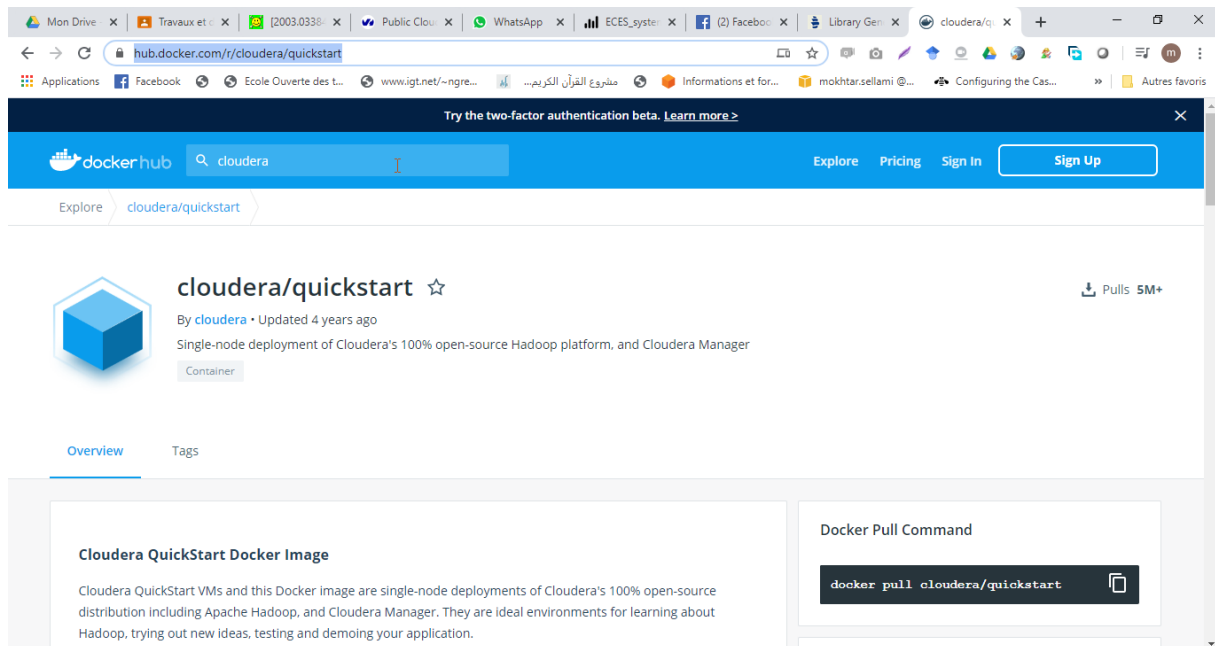 Mon Drive -
Travaux et c
[2003.0338
Public Clou
WhatsApp
ECES_system
(2) Faceboo
Library Gen
cloudera/q
hub.docker.com/r/cloudera/quickstart
m
Applications
Facebook
Ecole Ouverte des t...
www.igt.net/~ngre...
مشروع القرآن الكريم...
Informations et for...
mokhtar.sellami @...
Configuring the Cas...
»
Autres favoris
Try the two-factor authentication beta. Learn more >
dockerhub
cloudera
Explore
Pricing
Sign In
Sign Up
Explore
cloudera/quickstart
cloudera/quickstart
Pulls 5M+
By cloudera • Updated 4 years ago
Single-node deployment of Cloudera's 100% open-source Hadoop platform, and Cloudera Manager
Container
Overview
Tags
Cloudera QuickStart Docker Image
Cloudera QuickStart VMs and this Docker image are single-node deployments of Cloudera's 100% open-source
distribution including Apache Hadoop, and Cloudera Manager. They are ideal environments for learning about
Hadoop, trying out new ideas, testing and demoing your application.
Docker Pull Command
docker pull cloudera/quickstart